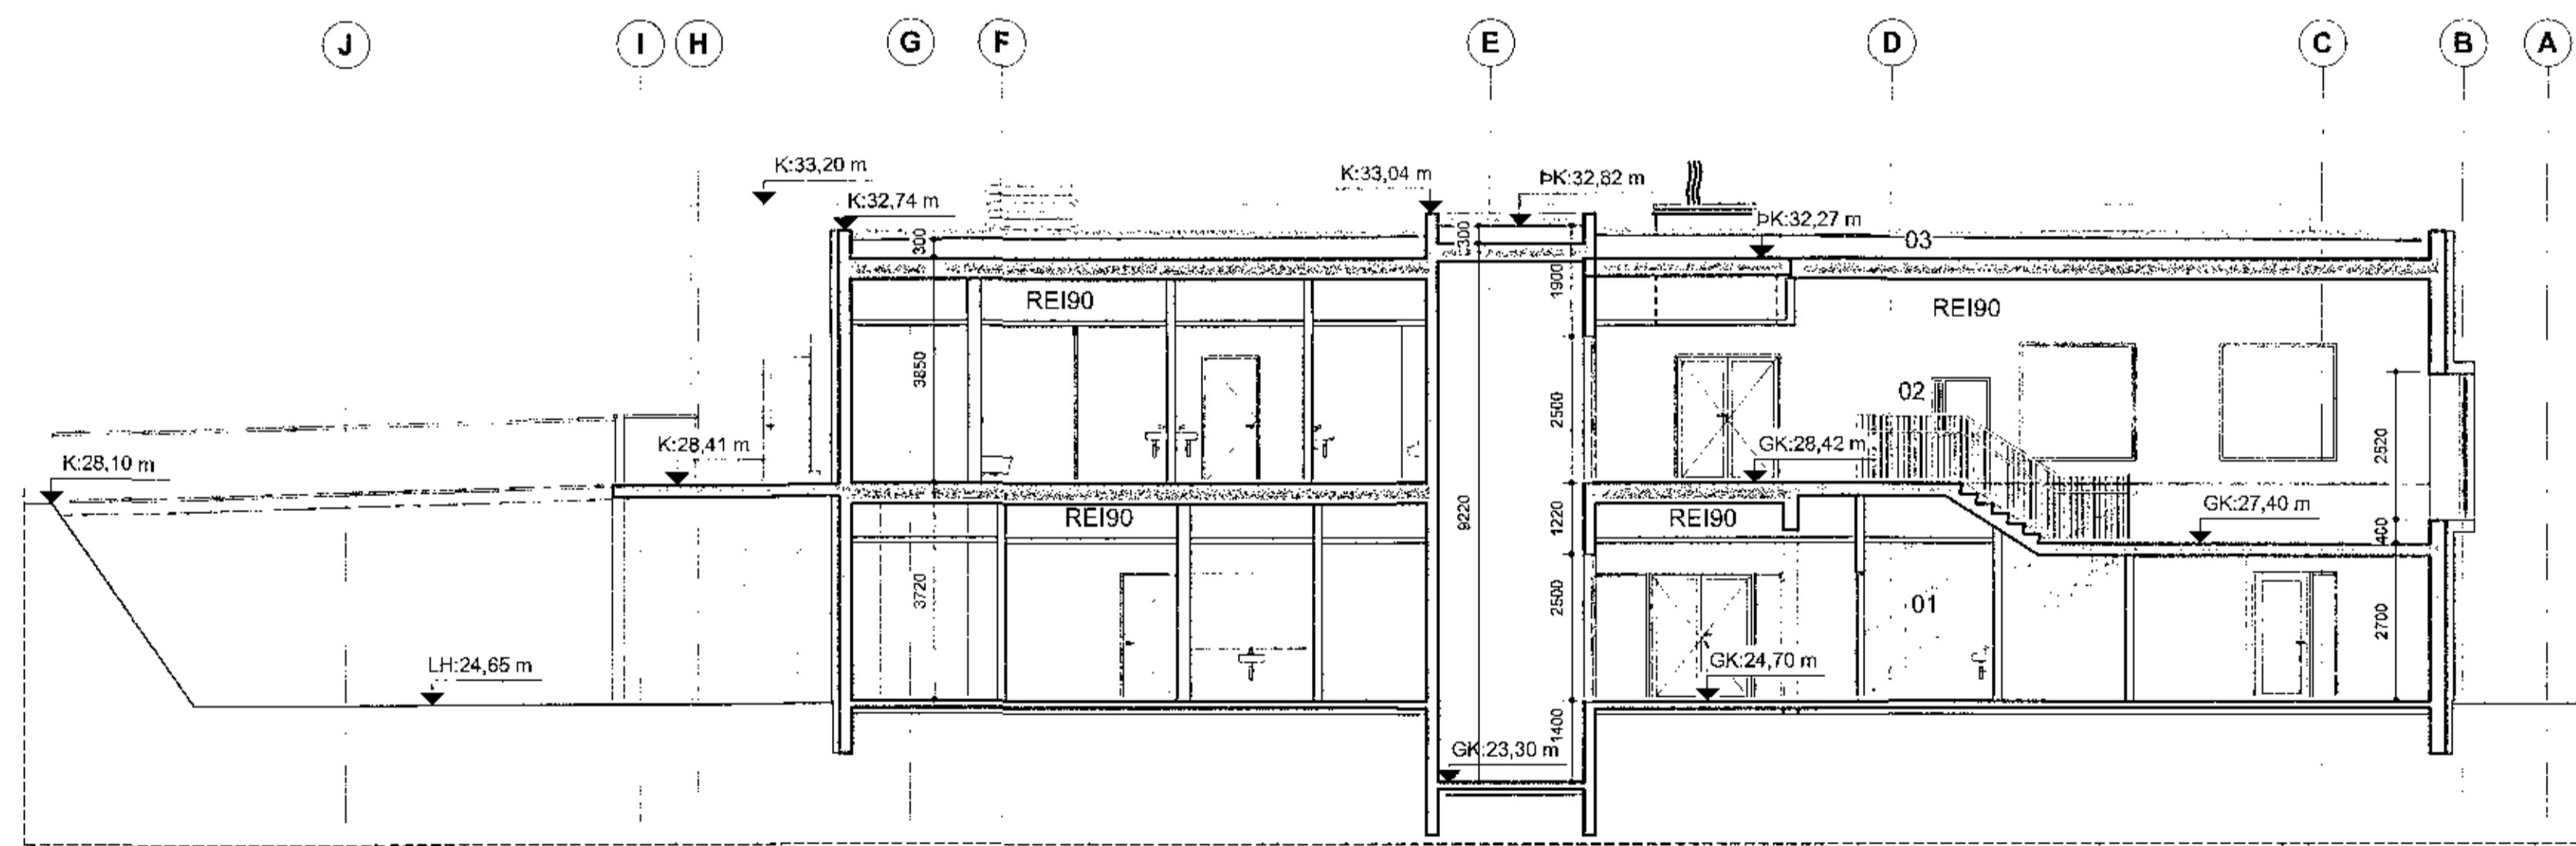 J I H G F E D C B A
K:33,20 m
K:33,04 m
ÞK:32,82 m
K:32,74 m
ÞK:32,27 m
300
300
03
1900
REI90
REI90
3850
2500
02
2520
K:28,41 m
GK:28,42 m
K:28,10 m
GK:27,40 m
REI90
REI90
9220
1220
400
3720
2500
01
2700
LH:24,65 m
GK:24,70 m
1400
GK:23,30 m